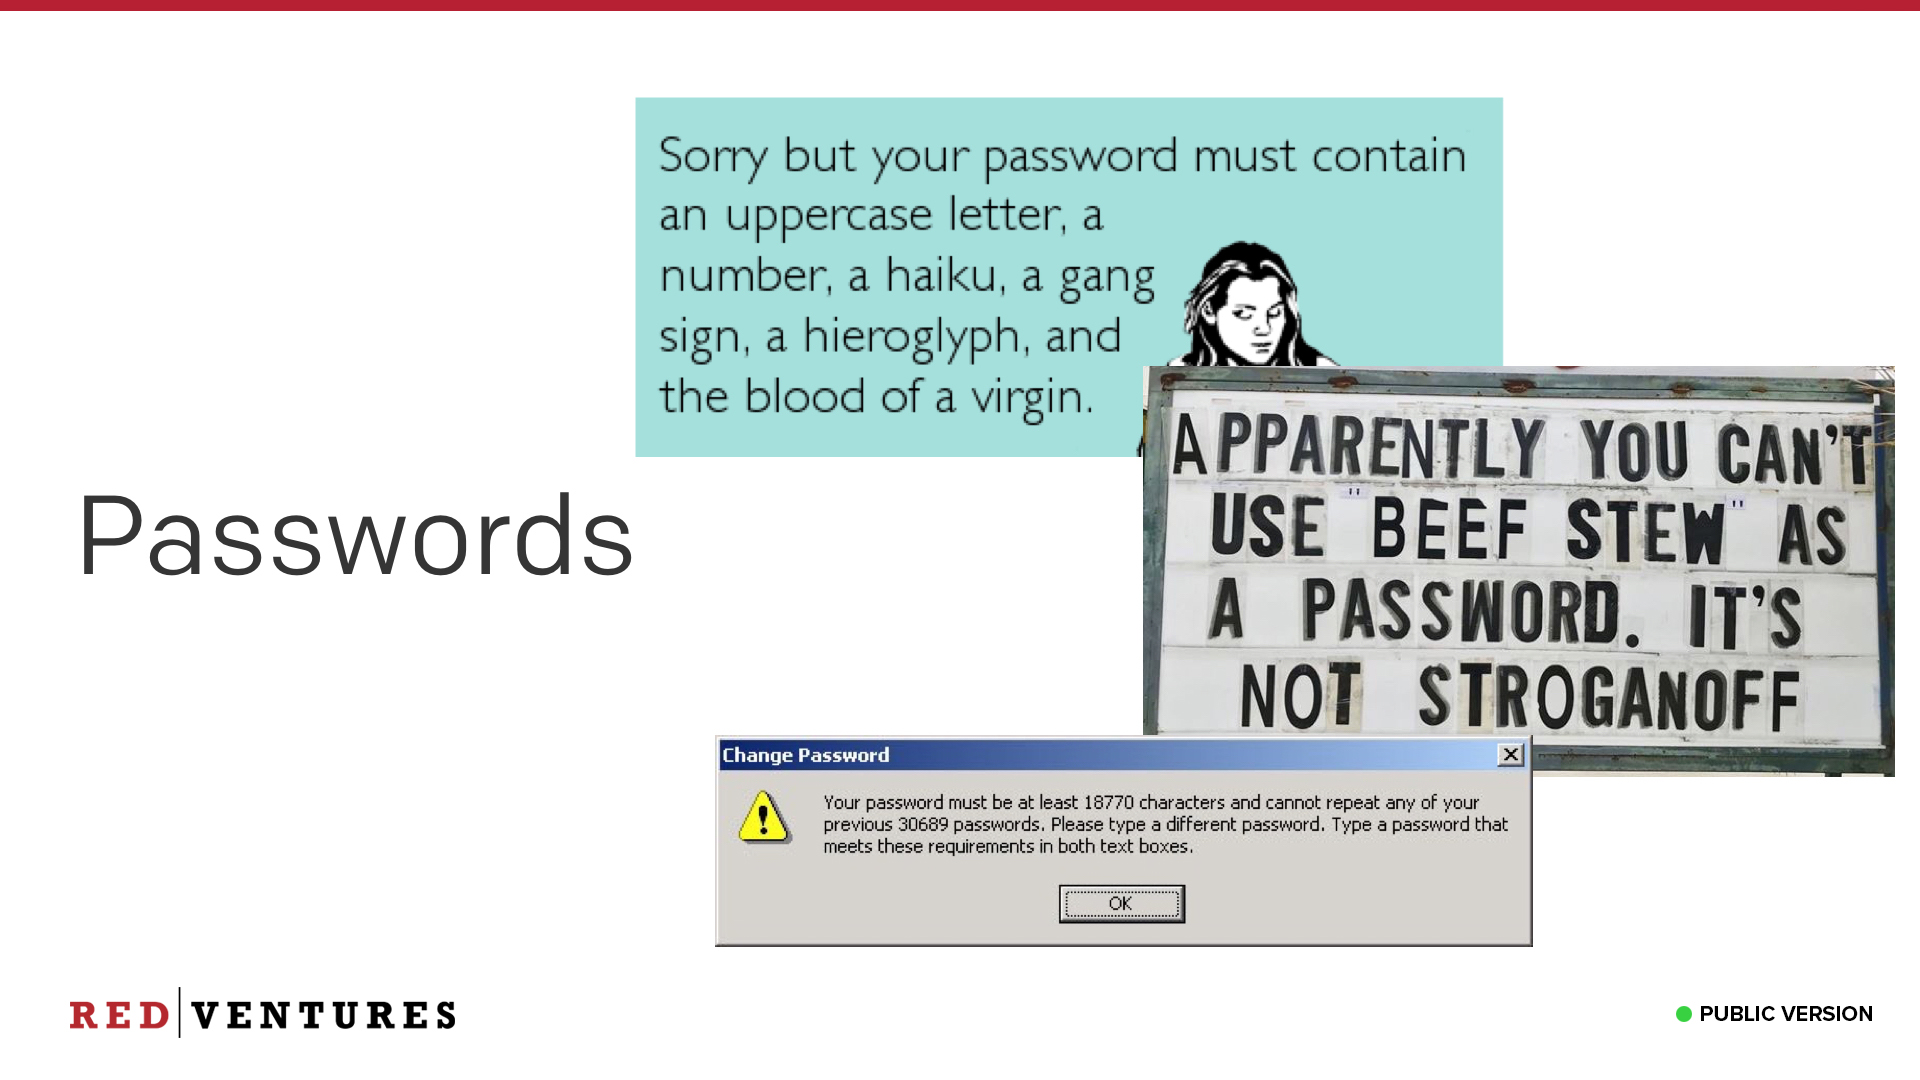 Sorry but your password must contain
an uppercase letter, a
number, a haiku, a gang
sign, a hieroglyph, and
the blood of a virgin.
APPARENTLY YOU CAN'T
USE "BEEF STEW" AS
A PASSWORD. IT'S
NOT STROGANOFF
Passwords
Change Password
Your password must be at least 18770 characters and cannot repeat any of your
previous 30689 passwords. Please type a different password. Type a password that
meets these requirements in both text boxes.
OK
RED VENTURES
PUBLIC VERSION